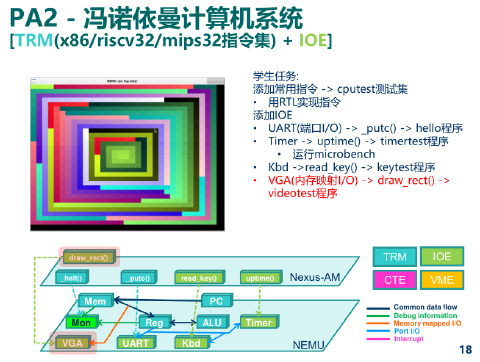 PA2 - 冯诺依曼计算机系统
[TRM(x86/riscv32/mips32指令集) + IOE]
学生任务:
添加常用指令 -> cputest测试集
• 用RTL实现指令
添加IOE
• UART(端口I/O) -> _putc() -> hello程序
• Timer -> uptime() -> timertest程序
• 运行microbench
• Kbd ->read_key() -> keytest程序
• VGA(内存映射I/O) -> draw_rect() ->
videotest程序
draw_rect()
halt()
_putc()
read_key()
uptime()
Nexus-AM
Mem
PC
Mon
Reg
ALU
Timer
VGA
UART
Kbd
NEMU
TRM
IOE
CTE
VME
Common data flow
Debug information
Memory mapped I/O
Port I/O
Interrupt
18